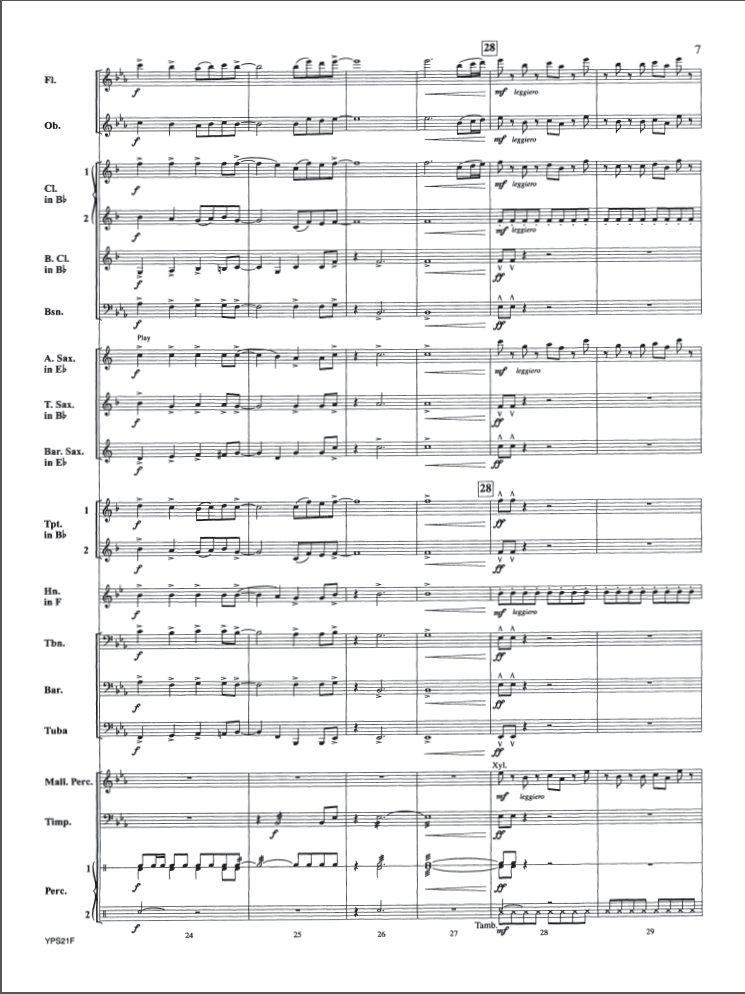 28
7
Fl.
f
mf leggiero
Ob.
f
mf leggiero
1
Cl.
in B♭
f
mf leggiero
2
f
mf leggiero
B. Cl.
in B♭
f
ff
Bsn.
f
ff
Play
A. Sax.
in E♭
f
mf leggiero
T. Sax.
in B♭
f
ff
Bar. Sax.
in E♭
f
ff
28
1
Tpt.
in B♭
f
ff
2
f
ff
Hn.
in F
f
mf leggiero
Tbn.
f
ff
Bar.
f
ff
Tuba
f
ff
Xyl.
Mall. Perc.
mf leggiero
Timp.
f
ff
1
Perc.
f
ff
2
f
Tamb.
mf
YPS21F
24
25
26
27
28
29